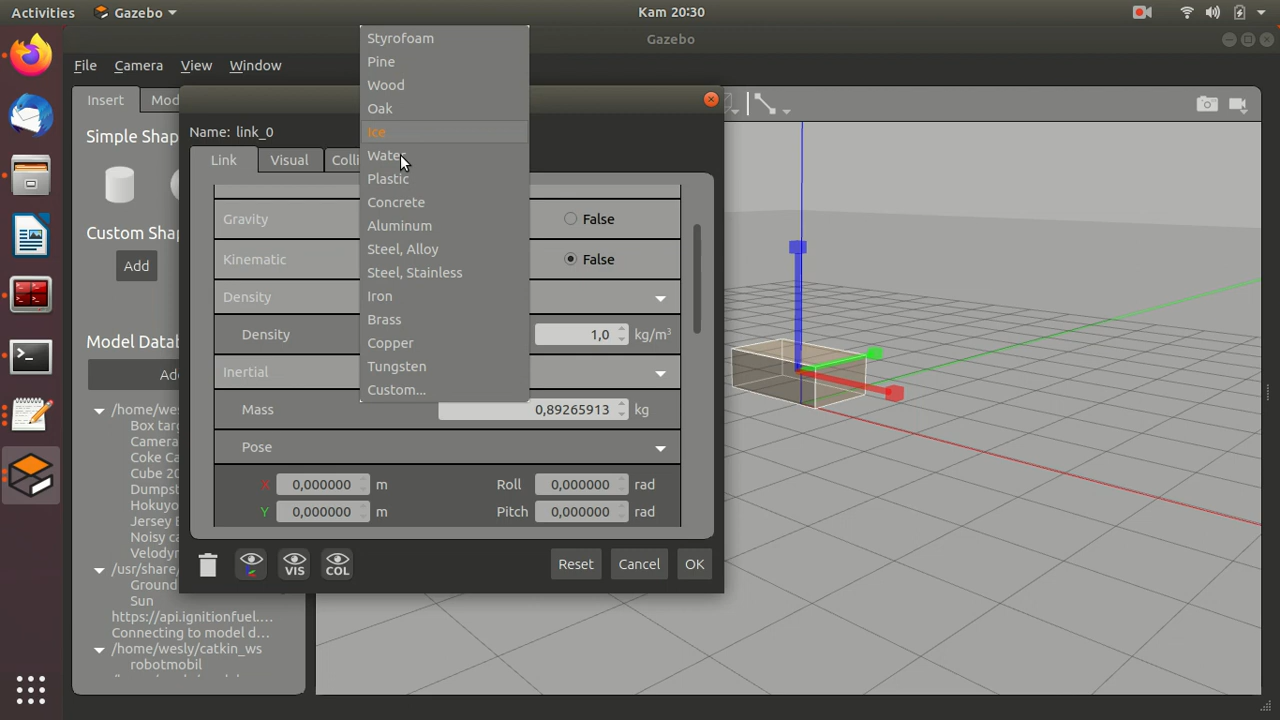 Activities
Gazebo
Kam 20:30
Gazebo
File
Camera
View
Window
Insert
Mod
Simple Shap
Custom Shap
Add
Model Datab
Ad
/home/wesly
Box targ
Camera
Coke Ca
Cube 20
Dumpst
Hokuyo
Jersey B
Noisy ca
Velodyn
/usr/share/
Ground
Sun
https://api.ignitionfuel....
Connecting to model d...
/home/wesly/catkin_ws
robotmobil
Name: link_0
Link
Visual
Colli
Gravity
False
Kinematic
False
Density
Density
1,0
kg/m³
Inertial
Mass
0,89265913
kg
Pose
X
0,000000
m
Roll
0,000000
rad
Y
0,000000
m
Pitch
0,000000
rad
VIS
COL
Reset
Cancel
OK
Styrofoam
Pine
Wood
Oak
Ice
Water
Plastic
Concrete
Aluminum
Steel, Alloy
Steel, Stainless
Iron
Brass
Copper
Tungsten
Custom...